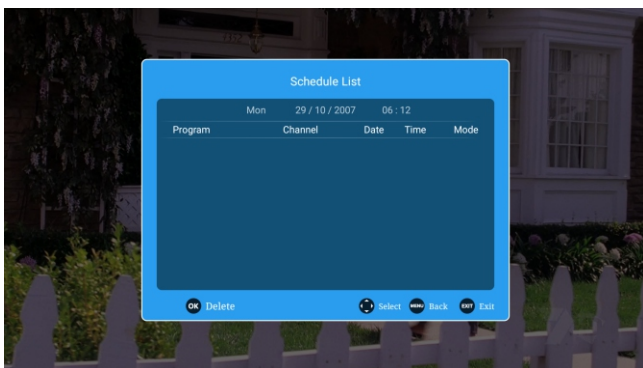 Schedule List
Mon 29 / 10 / 2007 06 : 12
Program Channel Date Time Mode
OK Delete Select MENU Back EXIT Exit